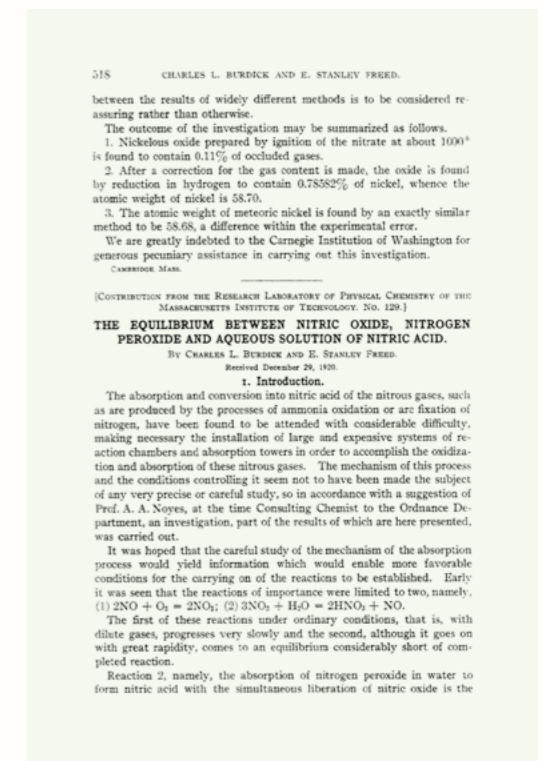 518 CHARLES L. BURDICK AND E. STANLEY FREED.
between the results of widely different methods is to be considered re-
assuring rather than otherwise.
The outcome of the investigation may be summarized as follows.
1. Nickelous oxide prepared by ignition of the nitrate at about 1000°
is found to contain 0.11% of occluded gases.
2. After a correction for the gas content is made, the oxide is found
by reduction in hydrogen to contain 0.78582% of nickel, whence the
atomic weight of nickel is 58.70.
3. The atomic weight of meteoric nickel is found by an exactly similar
method to be 58.68, a difference within the experimental error.
We are greatly indebted to the Carnegie Institution of Washington for
generous pecuniary assistance in carrying out this investigation.
CAMBRIDGE, MASS.
[CONTRIBUTION FROM THE RESEARCH LABORATORY OF PHYSICAL CHEMISTRY OF THE
MASSACHUSETTS INSTITUTE OF TECHNOLOGY. NO. 129.]
THE EQUILIBRIUM BETWEEN NITRIC OXIDE, NITROGEN
PEROXIDE AND AQUEOUS SOLUTION OF NITRIC ACID.
BY CHARLES L. BURDICK AND E. STANLEY FREED.
Received December 29, 1920.
1. Introduction.
The absorption and conversion into nitric acid of the nitrous gases, such
as are produced by the processes of ammonia oxidation or arc fixation of
nitrogen, have been found to be attended with considerable difficulty,
making necessary the installation of large and expensive systems of re-
action chambers and absorption towers in order to accomplish the oxidiza-
tion and absorption of these nitrous gases. The mechanism of this process
and the conditions controlling it seem not to have been made the subject
of any very precise or careful study, so in accordance with a suggestion of
Prof. A. A. Noyes, at the time Consulting Chemist to the Ordnance De-
partment, an investigation, part of the results of which are here presented,
was carried out.
It was hoped that the careful study of the mechanism of the absorption
process would yield information which would enable more favorable
conditions for the carrying on of the reactions to be established. Early
it was seen that the reactions of importance were limited to two, namely,
(1) 2NO + O₂ = 2NO₂; (2) 3NO₂ + H₂O = 2HNO₃ + NO.
The first of these reactions under ordinary conditions, that is, with
dilute gases, progresses very slowly and the second, although it goes on
with great rapidity, comes to an equilibrium considerably short of com-
pleted reaction.
Reaction 2, namely, the absorption of nitrogen peroxide in water to
form nitric acid with the simultaneous liberation of nitric oxide is the